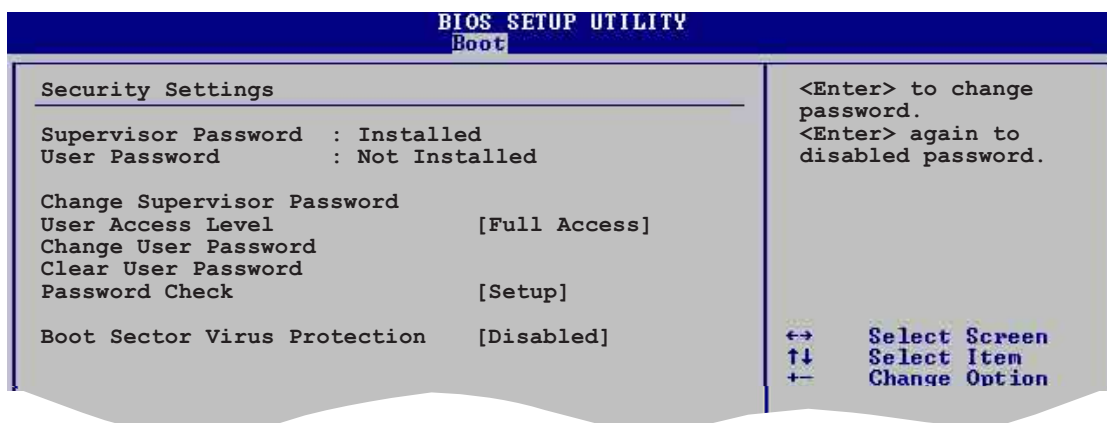 BIOS SETUP UTILITY
Boot
Security Settings
Supervisor Password : Installed
User Password : Not Installed
Change Supervisor Password
User Access Level [Full Access]
Change User Password
Clear User Password
Password Check [Setup]
Boot Sector Virus Protection [Disabled]
<Enter> to change
password.
<Enter> again to
disabled password.
←→ Select Screen
↑↓ Select Item
+- Change Option